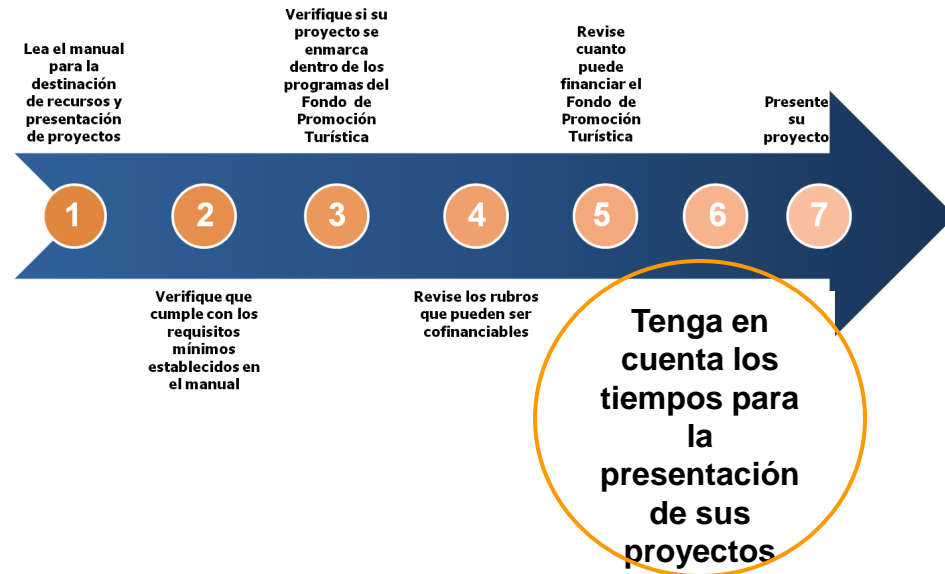 Lea el manual
para la
destinación
de recursos y
presentación
de proyectos
Verifique si su
proyecto se
enmarca
dentro de los
programas del
Fondo de
Promoción
Turística
Revise
cuanto
puede
financiar el
Fondo de
Promoción
Turística
Presente
su
proyecto
1
2
3
4
5
6
7
Verifique que
cumple con los
requisitos
mínimos
establecidos en
el manual
Revise los rubros
que pueden ser
cofinanciables
Tenga en
cuenta los
tiempos para
la
presentación
de sus
proyectos